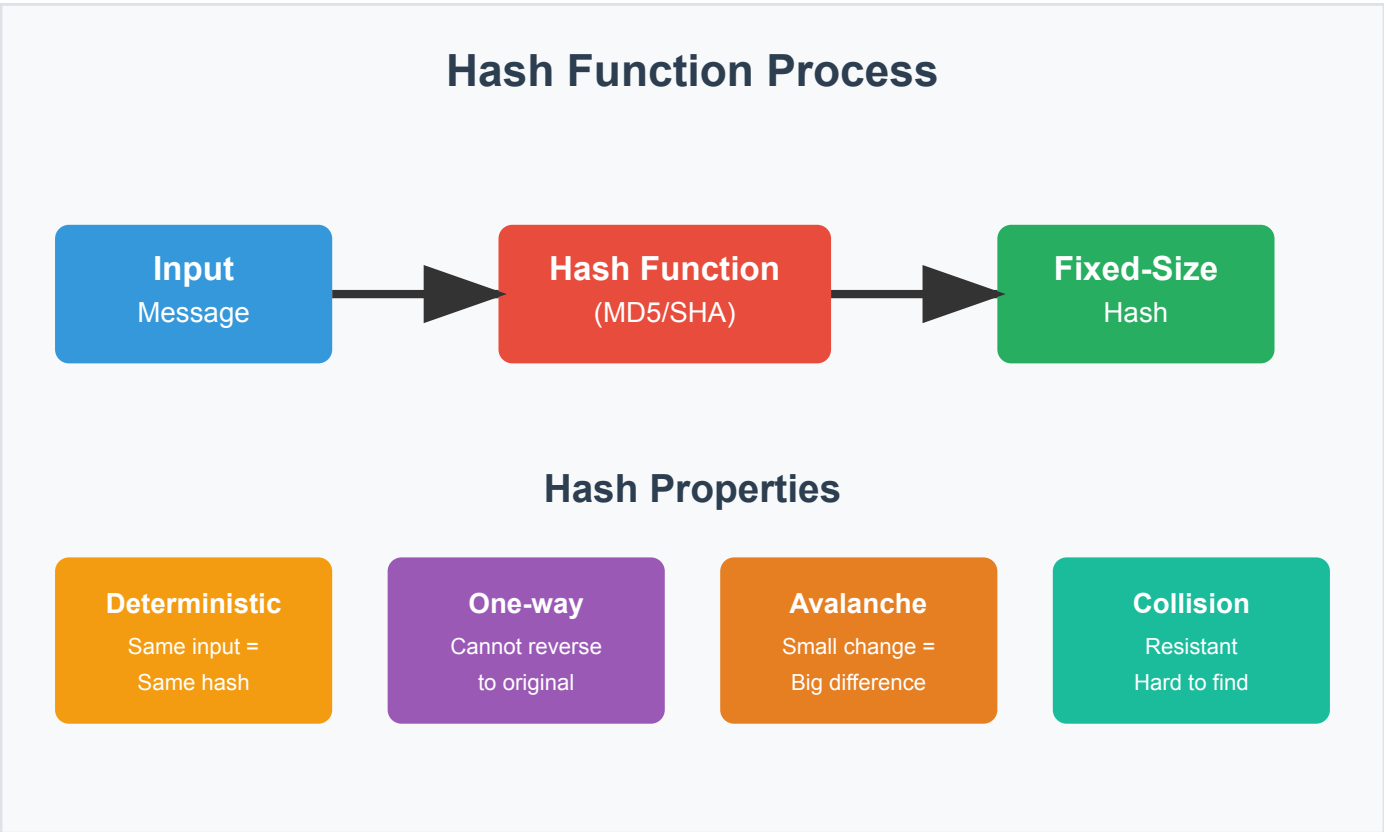 Hash Function Process
Input
Message
Hash Function
(MD5/SHA)
Fixed-Size
Hash
Hash Properties
Deterministic
Same input =
Same hash
One-way
Cannot reverse
to original
Avalanche
Small change =
Big difference
Collision
Resistant
Hard to find